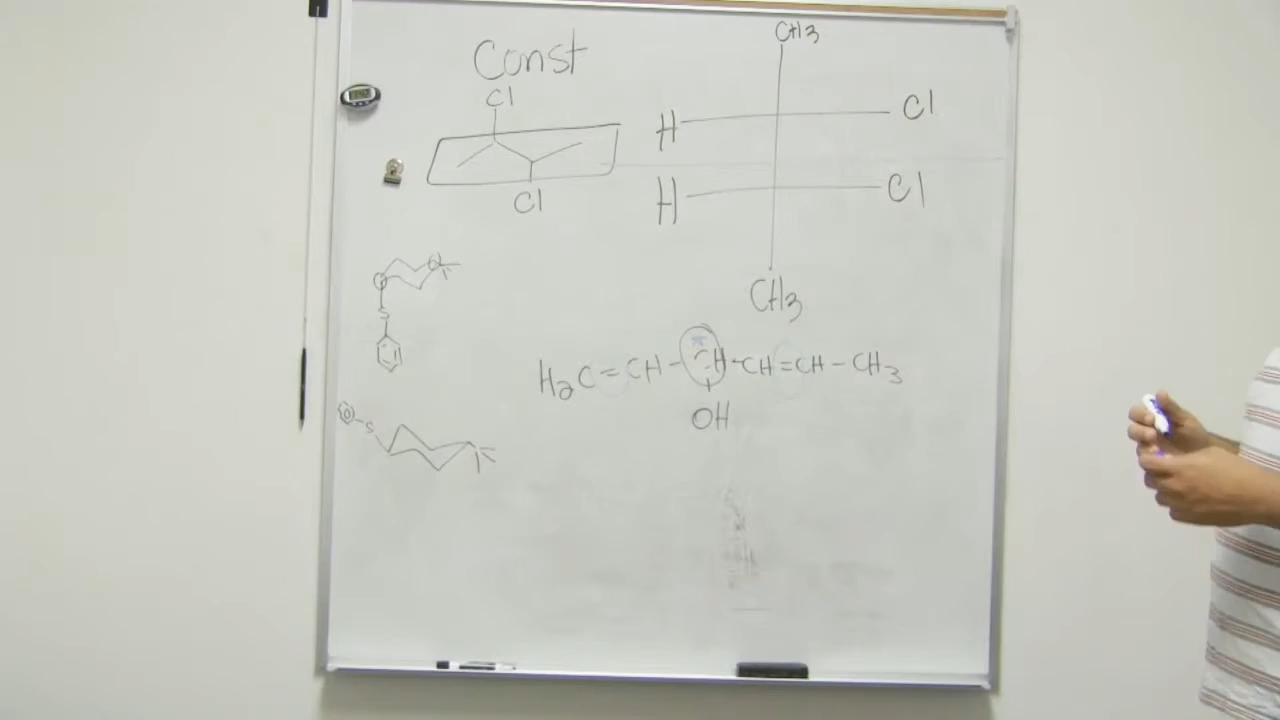 Const
CH3
Cl
H Cl
H Cl
Cl
CH3
S
H2C=CH-CH-CH=CH-CH3
OH
S